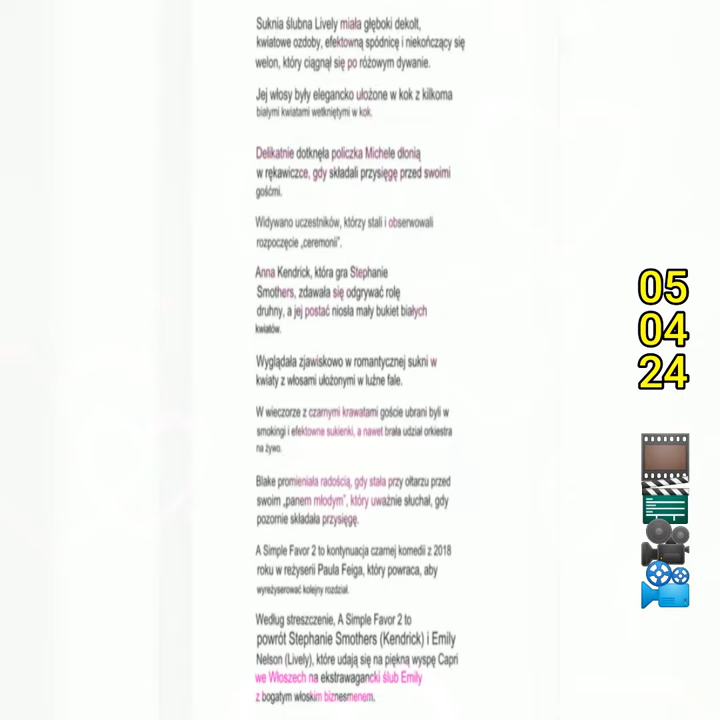 Suknia ślubna Lively miała głęboki dekolt,
kwiatowe ozdoby, efektowną spódnicę i niekończący się
welon, który ciągnął się po różowym dywanie.
Jej włosy były elegancko ułożone w kok z kilkoma
białymi kwiatami wetkniętymi w kok.
Delikatnie dotknęła policzka Michele dłonią
w rękawiczce, gdy składali przysięgę przed swoimi
gośćmi.
Widywano uczestników, którzy stali i obserwowali
rozpoczęcie „ceremonii”.
Anna Kendrick, która gra Stephanie
Smothers, zdawała się odgrywać rolę
druhny, a jej postać niosła mały bukiet białych
kwiatów.
Wyglądała zjawiskowo w romantycznej sukni w
kwiaty z włosami ułożonymi w luźne fale.
W wieczorze z czarnymi krawatami goście ubrani byli w
smokingi i efektowne sukienki, a nawet brała udział orkiestra
na żywo.
Blake promieniała radością, gdy stała przy ołtarzu przed
swoim „panem młodym”, który uważnie słuchał, gdy
pozornie składała przysięgę.
A Simple Favor 2 to kontynuacja czarnej komedii z 2018
roku w reżyserii Paula Feiga, który powraca, aby
wyreżyserować kolejny rozdział.
Według streszczenie, A Simple Favor 2 to
powrót Stephanie Smothers (Kendrick) i Emily
Nelson (Lively), które udają się na piękną wyspę Capri
we Włoszech na ekstrawagancki ślub Emily
z bogatym włoskim biznesmenem.
05
04
24